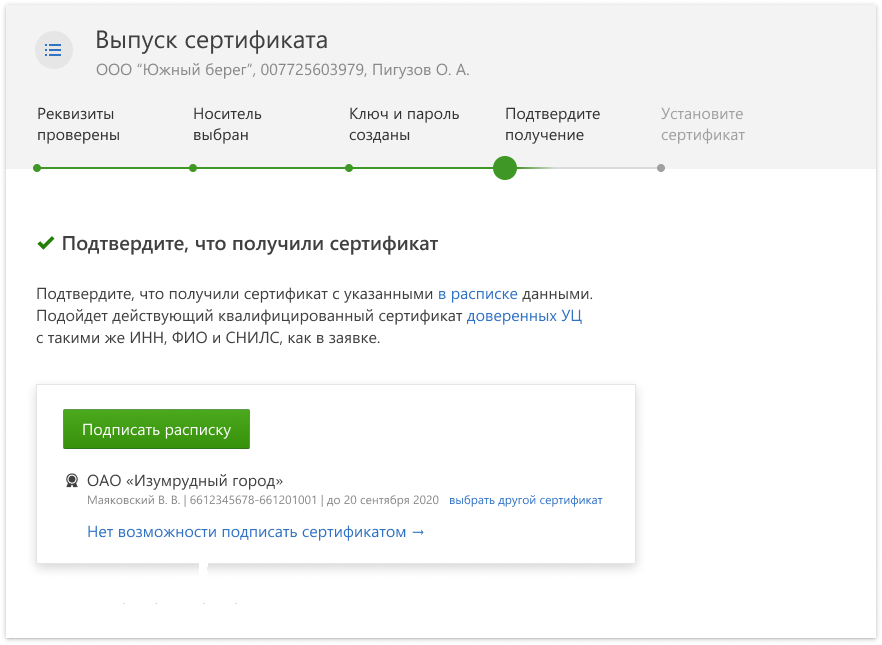 Выпуск сертификата
ООО “Южный берег”, 007725603979, Пигузов О. А.
Реквизиты
проверены
Носитель
выбран
Ключ и пароль
созданы
Подтвердите
получение
Установите
сертификат
Подтвердите, что получили сертификат
Подтвердите, что получили сертификат с указанными в расписке данными.
Подойдет действующий квалифицированный сертификат доверенных УЦ
с такими же ИНН, ФИО и СНИЛС, как в заявке.
Подписать расписку
ОАО «Изумрудный город»
Маяковский В. В. | 6612345678-661201001 | до 20 сентября 2020 выбрать другой сертификат
Нет возможности подписать сертификатом →